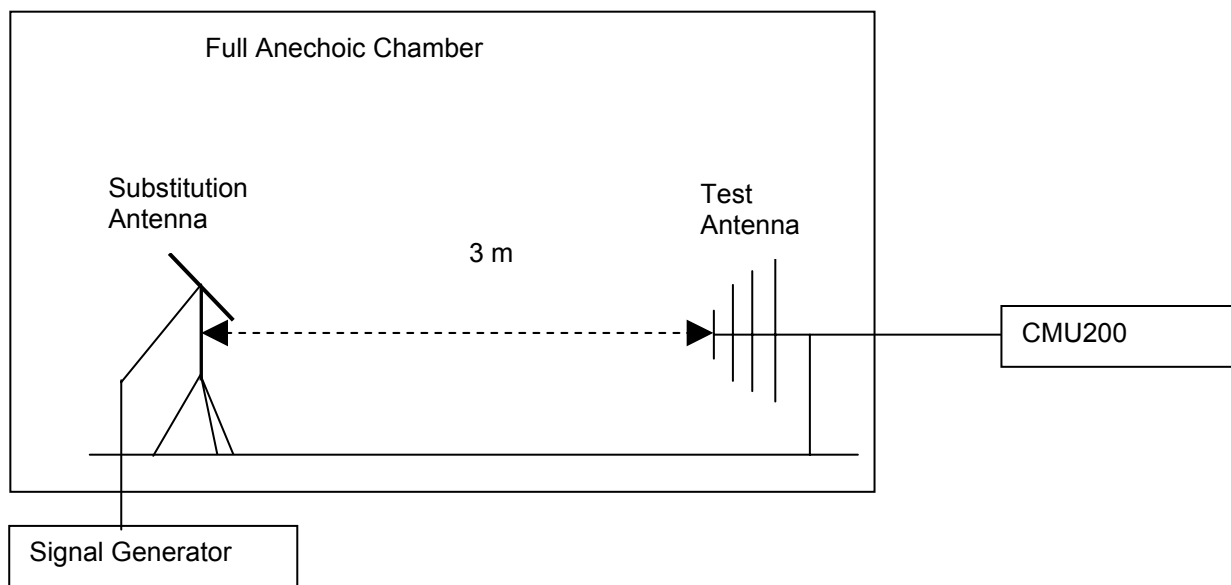 Full Anechoic Chamber
Substitution
Antenna
Test
Antenna
3 m
CMU200
Signal Generator